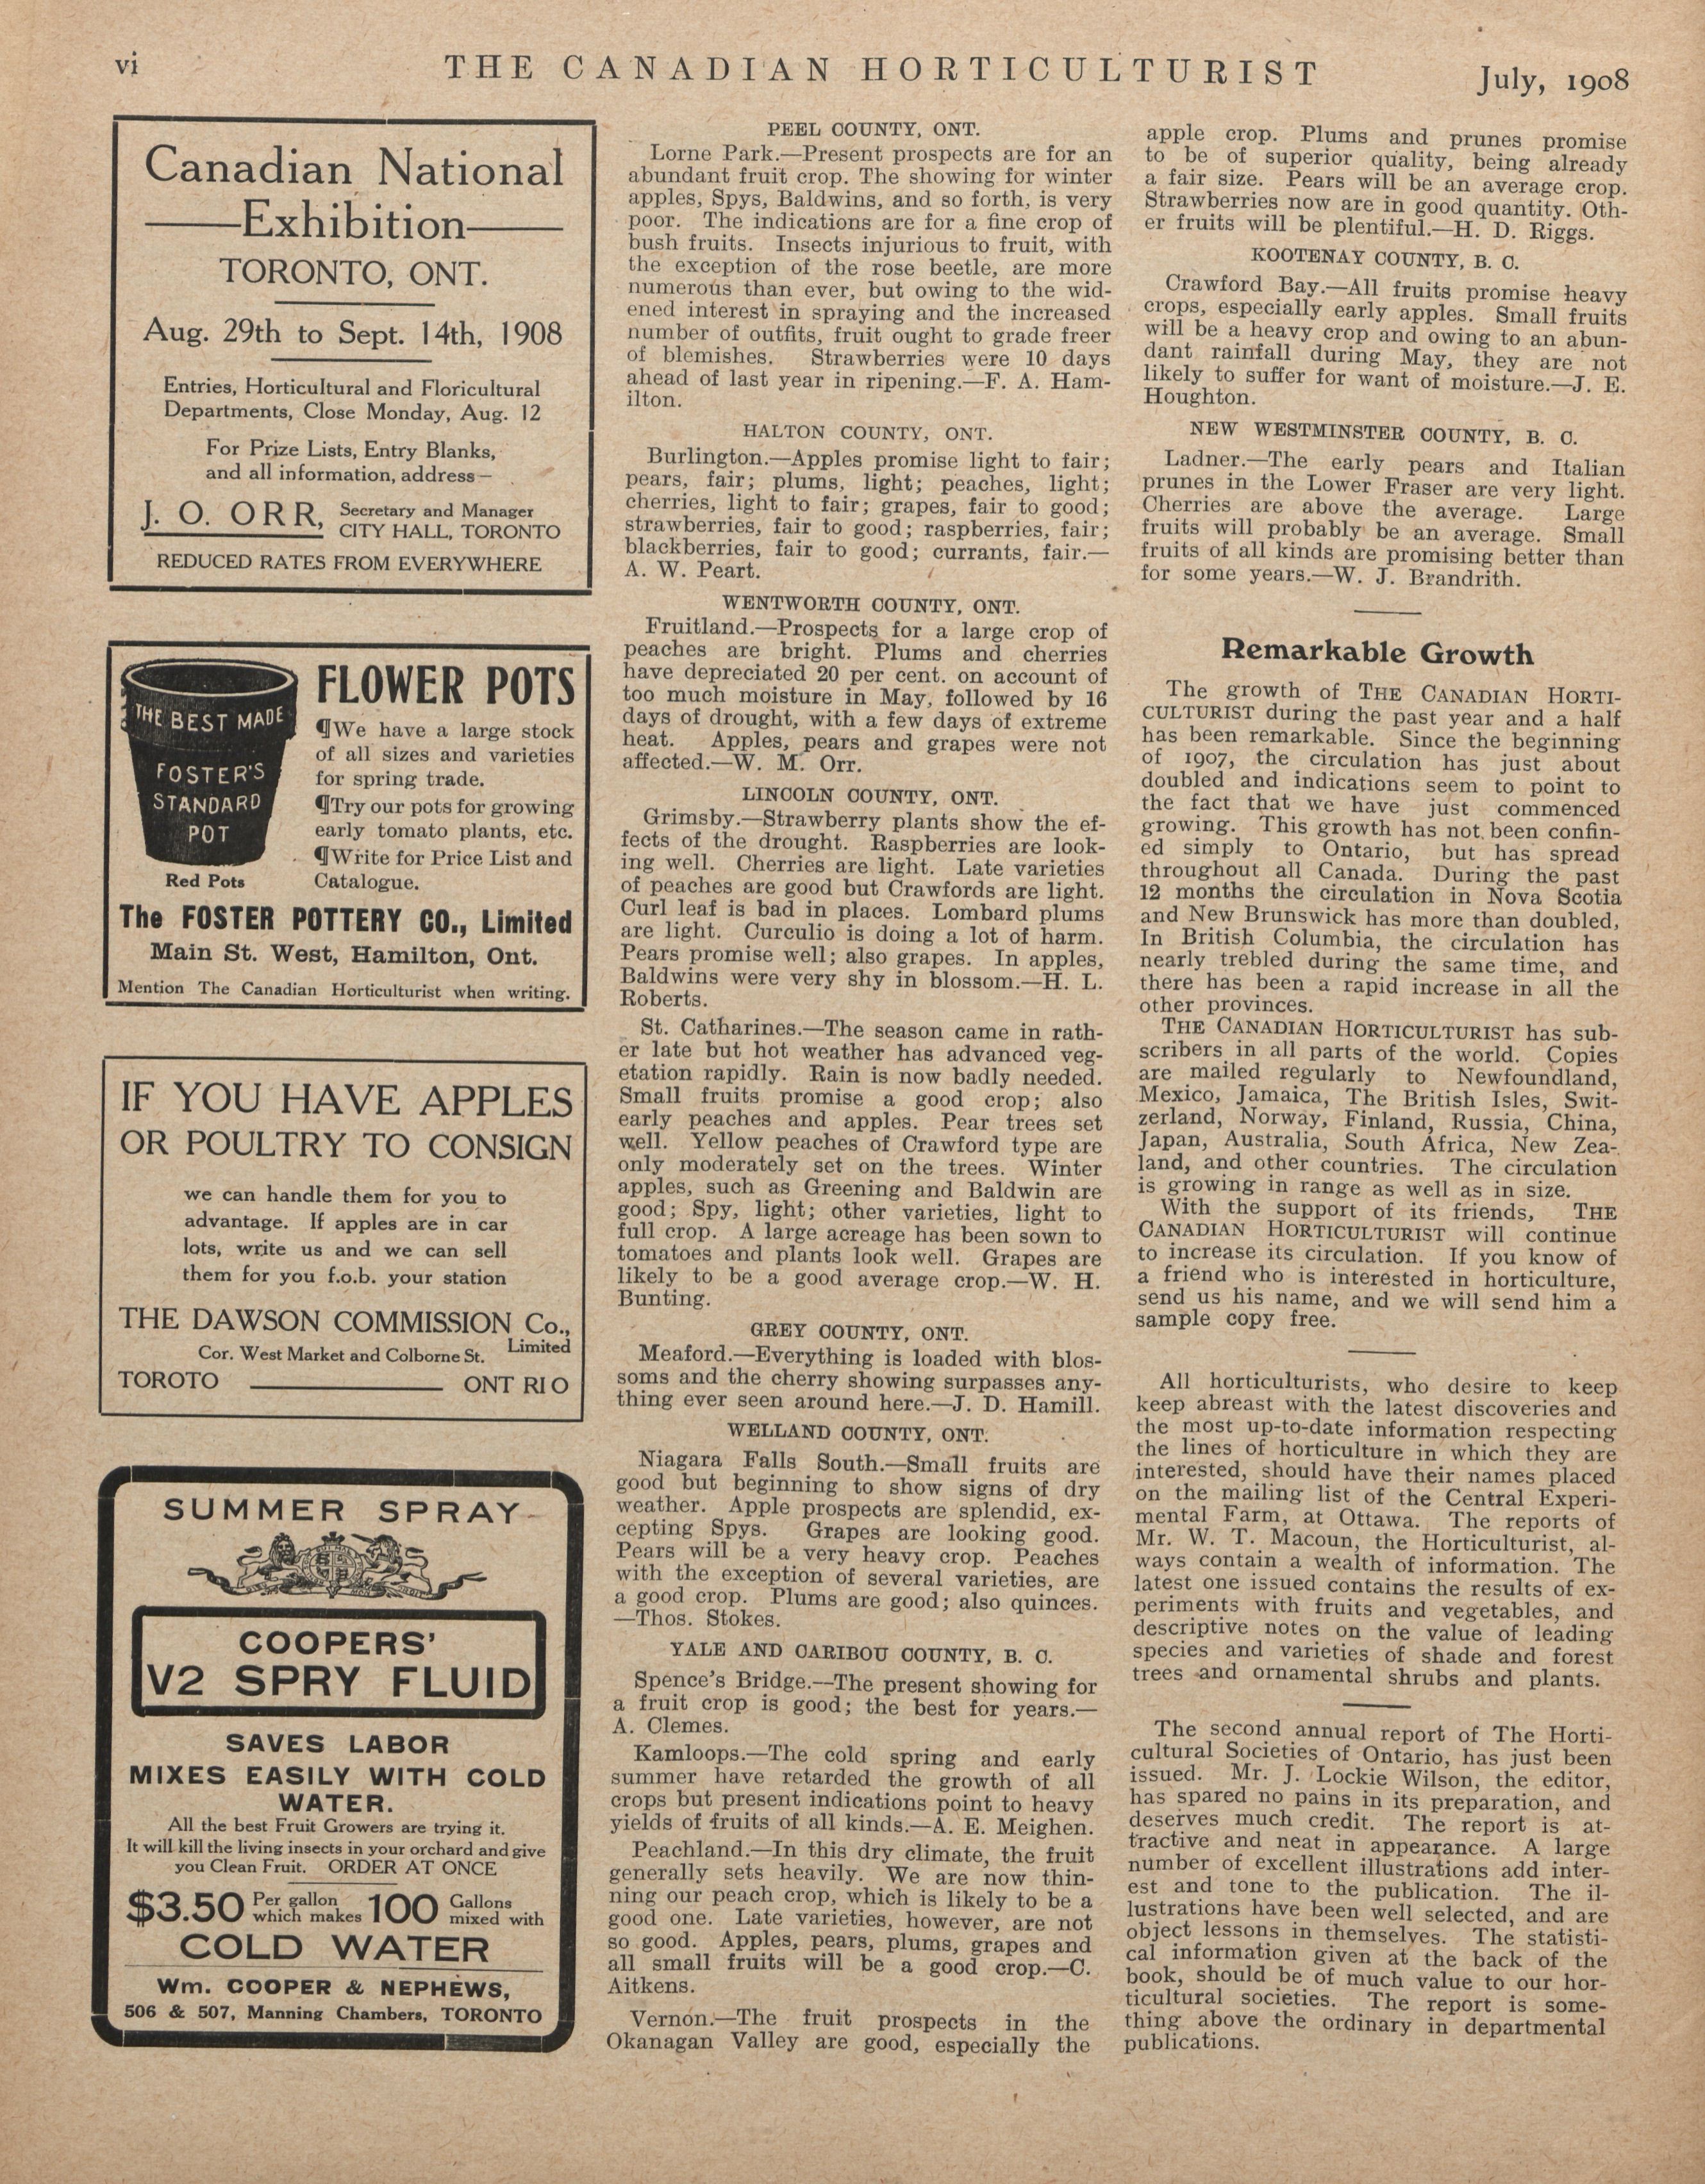 vi
THE CANADIAN HORTICULTURIST
July, 1908
Canadian National
Exhibition
TORONTO, ONT.
Aug. 29th to Sept. 14th, 1908
Entries, Horticultural and Floricultural
Departments, Close Monday, Aug. 12
For Prize Lists, Entry Blanks,
and all information, address—
J. O. ORR, Secretary and Manager
CITY HALL, TORONTO
REDUCED RATES FROM EVERYWHERE
THE BEST MADE
FOSTER'S
STANDARD
POT
Red Pots
FLOWER POTS
¶We have a large stock
of all sizes and varieties
for spring trade.
¶Try our pots for growing
early tomato plants, etc.
¶Write for Price List and
Catalogue.
The FOSTER POTTERY CO., Limited
Main St. West, Hamilton, Ont.
Mention The Canadian Horticulturist when writing.
IF YOU HAVE APPLES
OR POULTRY TO CONSIGN
we can handle them for you to
advantage. If apples are in car
lots, write us and we can sell
them for you f.o.b. your station
THE DAWSON COMMISSION Co.,
Limited
Cor. West Market and Colborne St.
TOROTO ONT RIO
SUMMER SPRAY
COOPERS'
V2 SPRY FLUID
SAVES LABOR
MIXES EASILY WITH COLD
WATER.
All the best Fruit Growers are trying it.
It will kill the living insects in your orchard and give
you Clean Fruit. ORDER AT ONCE
$3.50 Per gallon which makes 100 Gallons mixed with
COLD WATER
Wm. COOPER & NEPHEWS,
506 & 507, Manning Chambers, TORONTO
PEEL COUNTY, ONT.
Lorne Park.—Present prospects are for an
abundant fruit crop. The showing for winter
apples, Spys, Baldwins, and so forth, is very
poor. The indications are for a fine crop of
bush fruits. Insects injurious to fruit, with
the exception of the rose beetle, are more
numerous than ever, but owing to the wid-
ened interest in spraying and the increased
number of outfits, fruit ought to grade freer
of blemishes. Strawberries were 10 days
ahead of last year in ripening.—F. A. Ham-
ilton.
HALTON COUNTY, ONT.
Burlington.—Apples promise light to fair;
pears, fair; plums, light; peaches, light;
cherries, light to fair; grapes, fair to good;
strawberries, fair to good; raspberries, fair;
blackberries, fair to good; currants, fair.—
A. W. Peart.
WENTWORTH COUNTY, ONT.
Fruitland.—Prospects for a large crop of
peaches are bright. Plums and cherries
have depreciated 20 per cent. on account of
too much moisture in May, followed by 16
days of drought, with a few days of extreme
heat. Apples, pears and grapes were not
affected.—W. M. Orr.
LINCOLN COUNTY, ONT.
Grimsby.—Strawberry plants show the ef-
fects of the drought. Raspberries are look-
ing well. Cherries are light. Late varieties
of peaches are good but Crawfords are light.
Curl leaf is bad in places. Lombard plums
are light. Curculio is doing a lot of harm.
Pears promise well; also grapes. In apples,
Baldwins were very shy in blossom.—H. L.
Roberts.
St. Catharines.—The season came in rath-
er late but hot weather has advanced veg-
etation rapidly. Rain is now badly needed.
Small fruits promise a good crop; also
early peaches and apples. Pear trees set
well. Yellow peaches of Crawford type are
only moderately set on the trees. Winter
apples, such as Greening and Baldwin are
good; Spy, light; other varieties, light to
full crop. A large acreage has been sown to
tomatoes and plants look well. Grapes are
likely to be a good average crop.—W. H.
Bunting.
GREY COUNTY, ONT.
Meaford.—Everything is loaded with blos-
soms and the cherry showing surpasses any-
thing ever seen around here.—J. D. Hamill.
WELLAND COUNTY, ONT.
Niagara Falls South.—Small fruits are
good but beginning to show signs of dry
weather. Apple prospects are splendid, ex-
cepting Spys. Grapes are looking good.
Pears will be a very heavy crop. Peaches
with the exception of several varieties, are
a good crop. Plums are good; also quinces.
—Thos. Stokes.
YALE AND CARIBOU COUNTY, B. C.
Spence's Bridge.—The present showing for
a fruit crop is good; the best for years.—
A. Clemes.
Kamloops.—The cold spring and early
summer have retarded the growth of all
crops but present indications point to heavy
yields of fruits of all kinds.—A. E. Meighen.
Peachland.—In this dry climate, the fruit
generally sets heavily. We are now thin-
ning our peach crop, which is likely to be a
good one. Late varieties, however, are not
so good. Apples, pears, plums, grapes and
all small fruits will be a good crop.—C.
Aitkens.
Vernon.—The fruit prospects in the
Okanagan Valley are good, especially the
apple crop. Plums and prunes promise
to be of superior quality, being already
a fair size. Pears will be an average crop.
Strawberries now are in good quantity. Oth-
er fruits will be plentiful.—H. D. Riggs.
KOOTENAY COUNTY, B. C.
Crawford Bay.—All fruits promise heavy
crops, especially early apples. Small fruits
will be a heavy crop and owing to an abun-
dant rainfall during May, they are not
likely to suffer for want of moisture.—J. E.
Houghton.
NEW WESTMINSTER COUNTY, B. C.
Ladner.—The early pears and Italian
prunes in the Lower Fraser are very light.
Cherries are above the average. Large
fruits will probably be an average. Small
fruits of all kinds are promising better than
for some years.—W. J. Brandrith.
Remarkable Growth
The growth of THE CANADIAN HORTI-
CULTURIST during the past year and a half
has been remarkable. Since the beginning
of 1907, the circulation has just about
doubled and indications seem to point to
the fact that we have just commenced
growing. This growth has not been confin-
ed simply to Ontario, but has spread
throughout all Canada. During the past
12 months the circulation in Nova Scotia
and New Brunswick has more than doubled,
In British Columbia, the circulation has
nearly trebled during the same time, and
there has been a rapid increase in all the
other provinces.
THE CANADIAN HORTICULTURIST has sub-
scribers in all parts of the world. Copies
are mailed regularly to Newfoundland,
Mexico, Jamaica, The British Isles, Swit-
zerland, Norway, Finland, Russia, China,
Japan, Australia, South Africa, New Zea-
land, and other countries. The circulation
is growing in range as well as in size.
With the support of its friends, THE
CANADIAN HORTICULTURIST will continue
to increase its circulation. If you know of
a friend who is interested in horticulture,
send us his name, and we will send him a
sample copy free.
All horticulturists, who desire to keep
keep abreast with the latest discoveries and
the most up-to-date information respecting
the lines of horticulture in which they are
interested, should have their names placed
on the mailing list of the Central Experi-
mental Farm, at Ottawa. The reports of
Mr. W. T. Macoun, the Horticulturist, al-
ways contain a wealth of information. The
latest one issued contains the results of ex-
periments with fruits and vegetables, and
descriptive notes on the value of leading
species and varieties of shade and forest
trees and ornamental shrubs and plants.
The second annual report of The Horti-
cultural Societies of Ontario, has just been
issued. Mr. J. Lockie Wilson, the editor,
has spared no pains in its preparation, and
deserves much credit. The report is at-
tractive and neat in appearance. A large
number of excellent illustrations add inter-
est and tone to the publication. The il-
lustrations have been well selected, and are
object lessons in themselves. The statisti-
cal information given at the back of the
book, should be of much value to our hor-
ticultural societies. The report is some-
thing above the ordinary in departmental
publications.